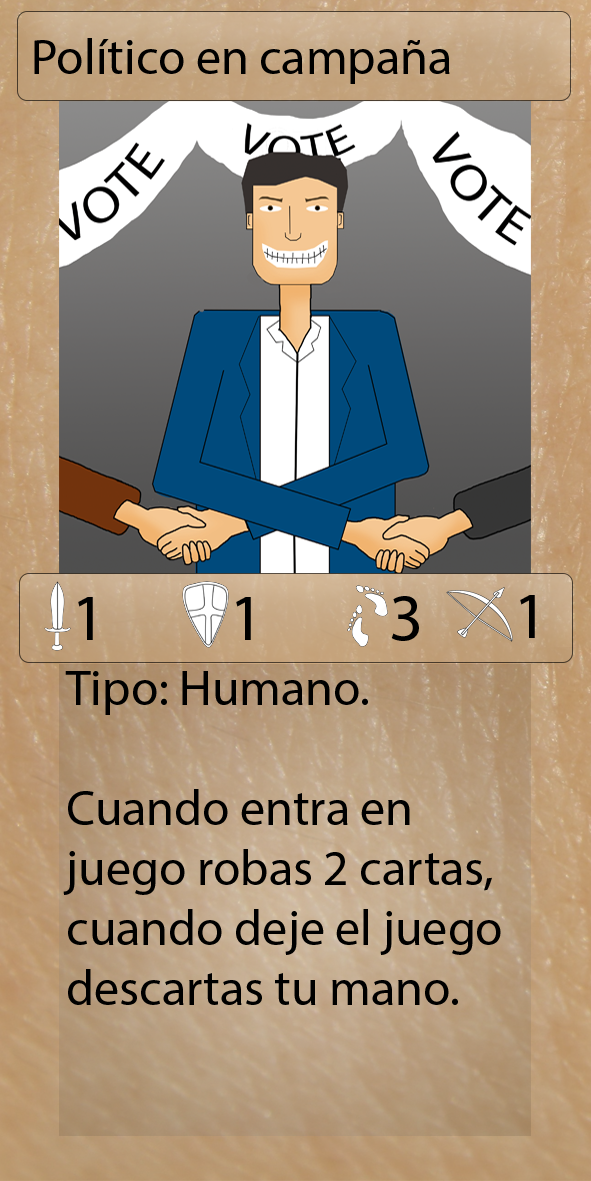 Político en campaña
VOTE
VOTE
VOTE
1 1 3 1
Tipo: Humano.
Cuando entra en
juego robas 2 cartas,
cuando deje el juego
descartas tu mano.